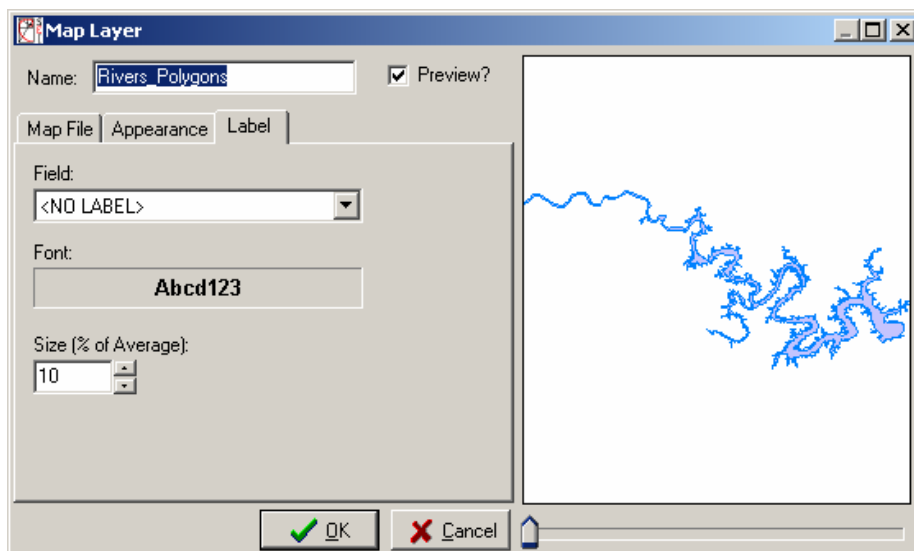 Map Layer
Name: Rivers_Polygons
Preview?
Map File Appearance Label
Field:
<NO LABEL>
Font:
Abcd123
Size (% of Average):
10
OK Cancel